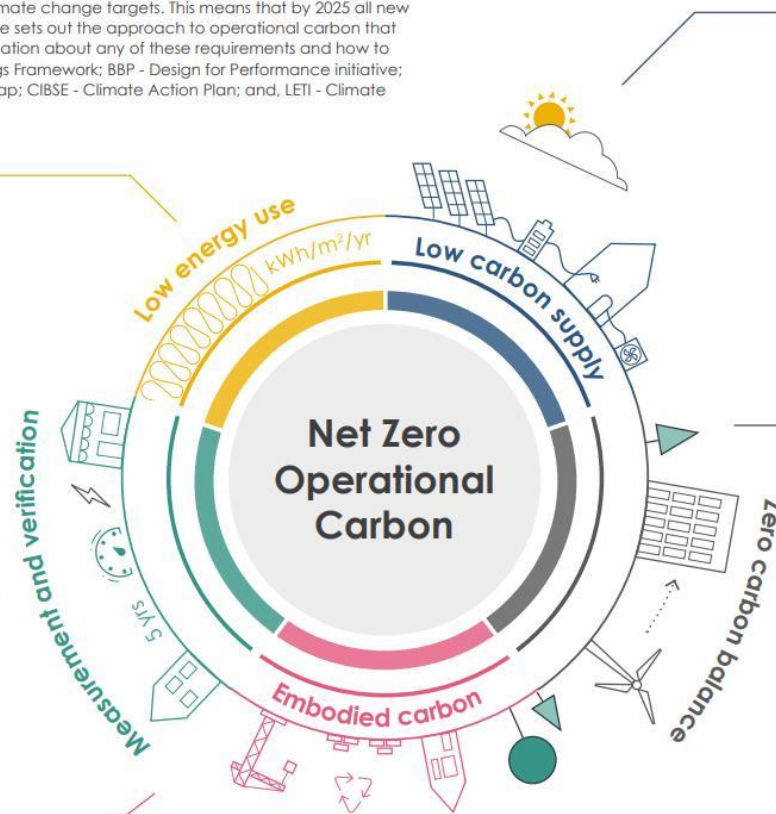 mate change targets. This means that by 2025 all new
e sets out the approach to operational carbon that
ation about any of these requirements and how to
gs Framework; BBP - Design for Performance initiative;
ap; CIBSE - Climate Action Plan; and, LETI - Climate
Low energy use
kWh/m²/yr
Low carbon supply
Net Zero
Operational
Carbon
Measurement and verification
5 yrs
Zero carbon balance
Embodied carbon